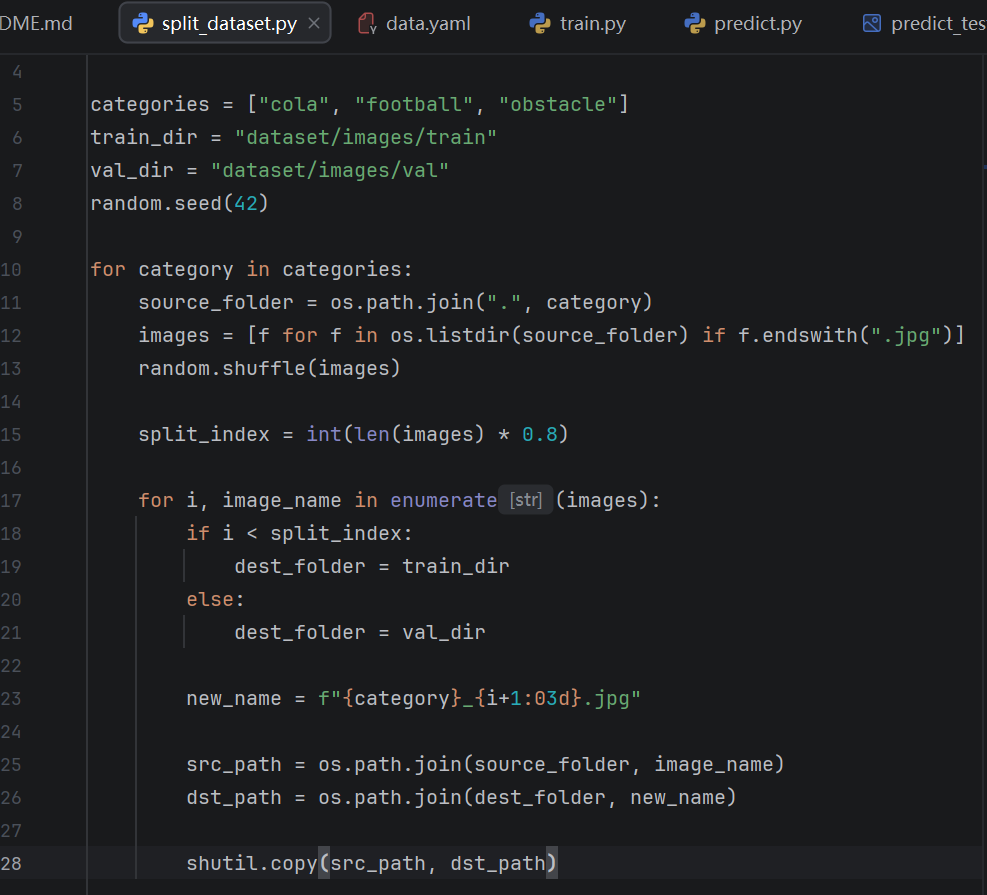 DME.md split_dataset.py × data.yaml train.py predict.py predict_tes
4
5 categories = ["cola", "football", "obstacle"]
6 train_dir = "dataset/images/train"
7 val_dir = "dataset/images/val"
8 random.seed(42)
9
10 for category in categories:
11     source_folder = os.path.join(".", category)
12     images = [f for f in os.listdir(source_folder) if f.endswith(".jpg")]
13     random.shuffle(images)
14
15     split_index = int(len(images) * 0.8)
16
17     for i, image_name in enumerate[str](images):
18         if i < split_index:
19             dest_folder = train_dir
20         else:
21             dest_folder = val_dir
22
23         new_name = f"{category}_{i+1:03d}.jpg"
24
25         src_path = os.path.join(source_folder, image_name)
26         dst_path = os.path.join(dest_folder, new_name)
27
28         shutil.copy(src_path, dst_path)